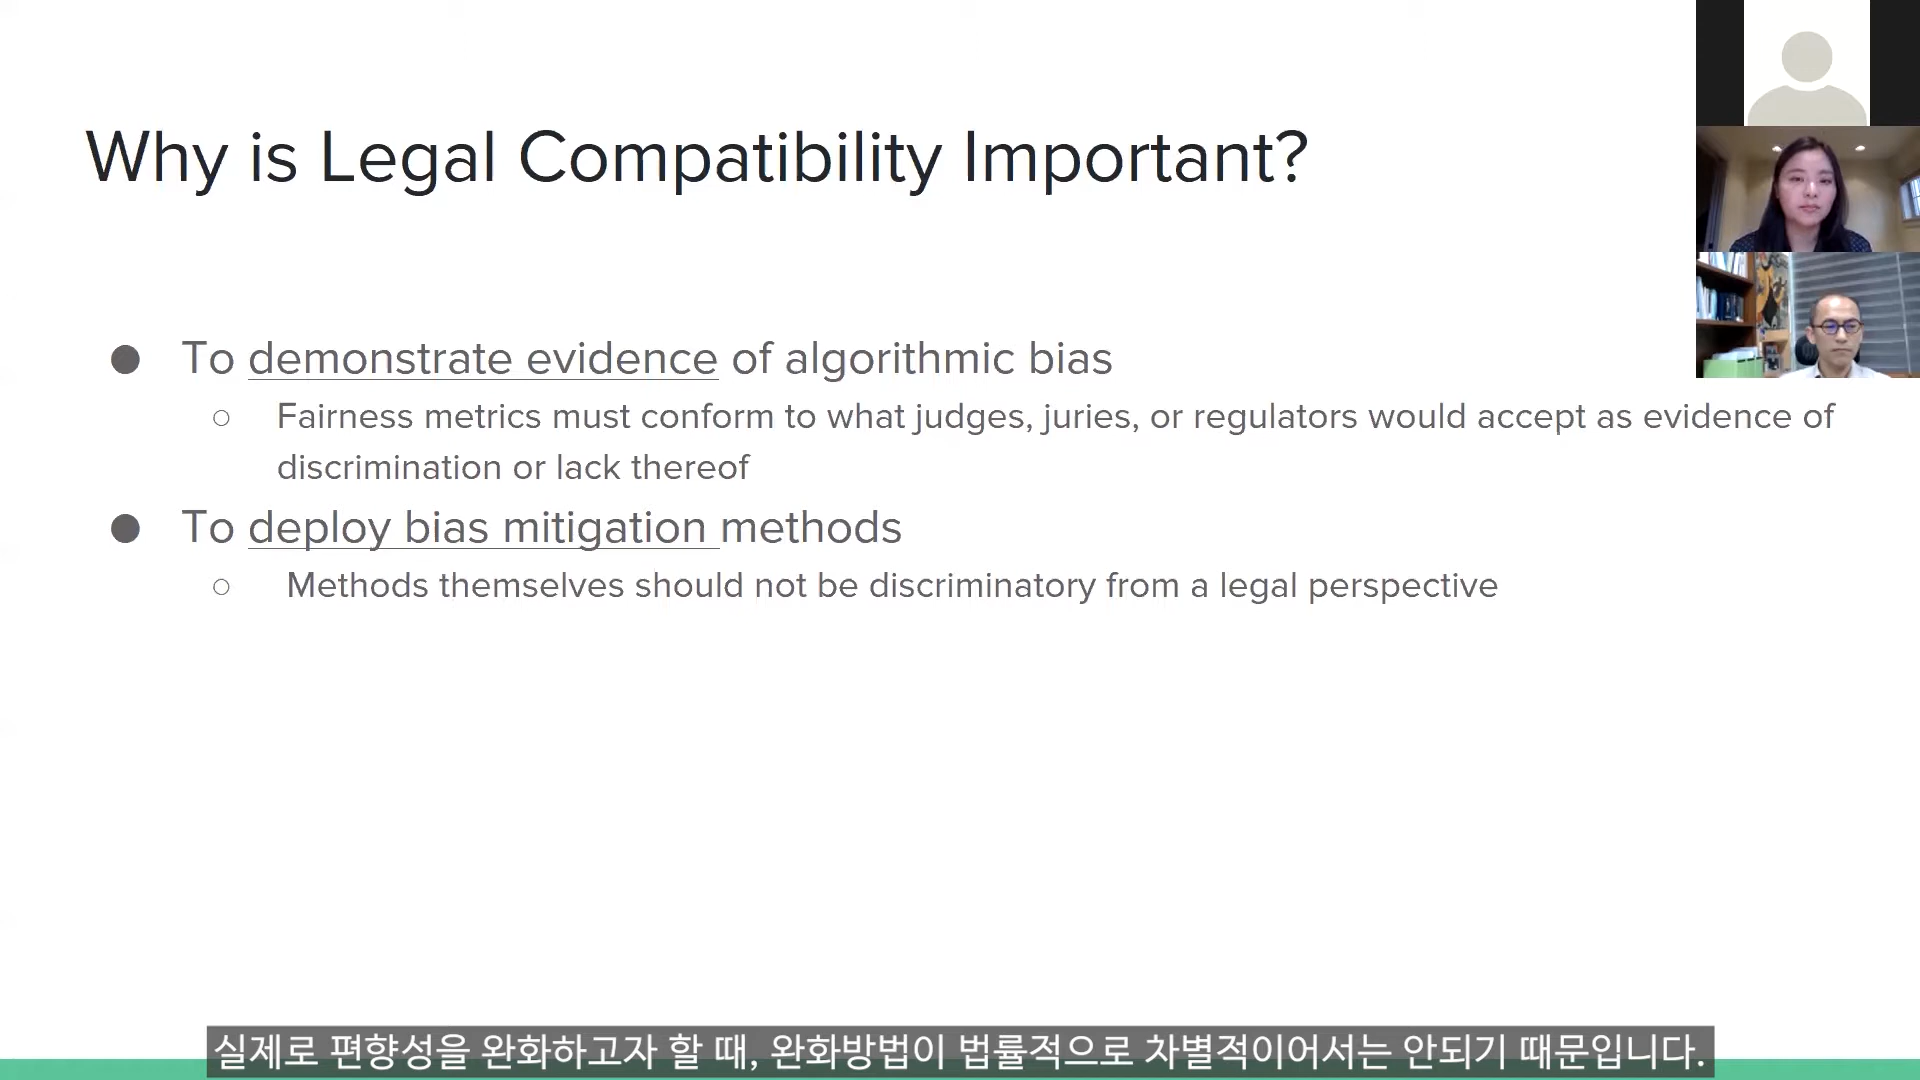 Why is Legal Compatibility Important?
● To demonstrate evidence of algorithmic bias
○ Fairness metrics must conform to what judges, juries, or regulators would accept as evidence of
discrimination or lack thereof
● To deploy bias mitigation methods
○ Methods themselves should not be discriminatory from a legal perspective
실제로 편향성을 완화하고자 할 때, 완화방법이 법률적으로 차별적이어서는 안되기 때문입니다.